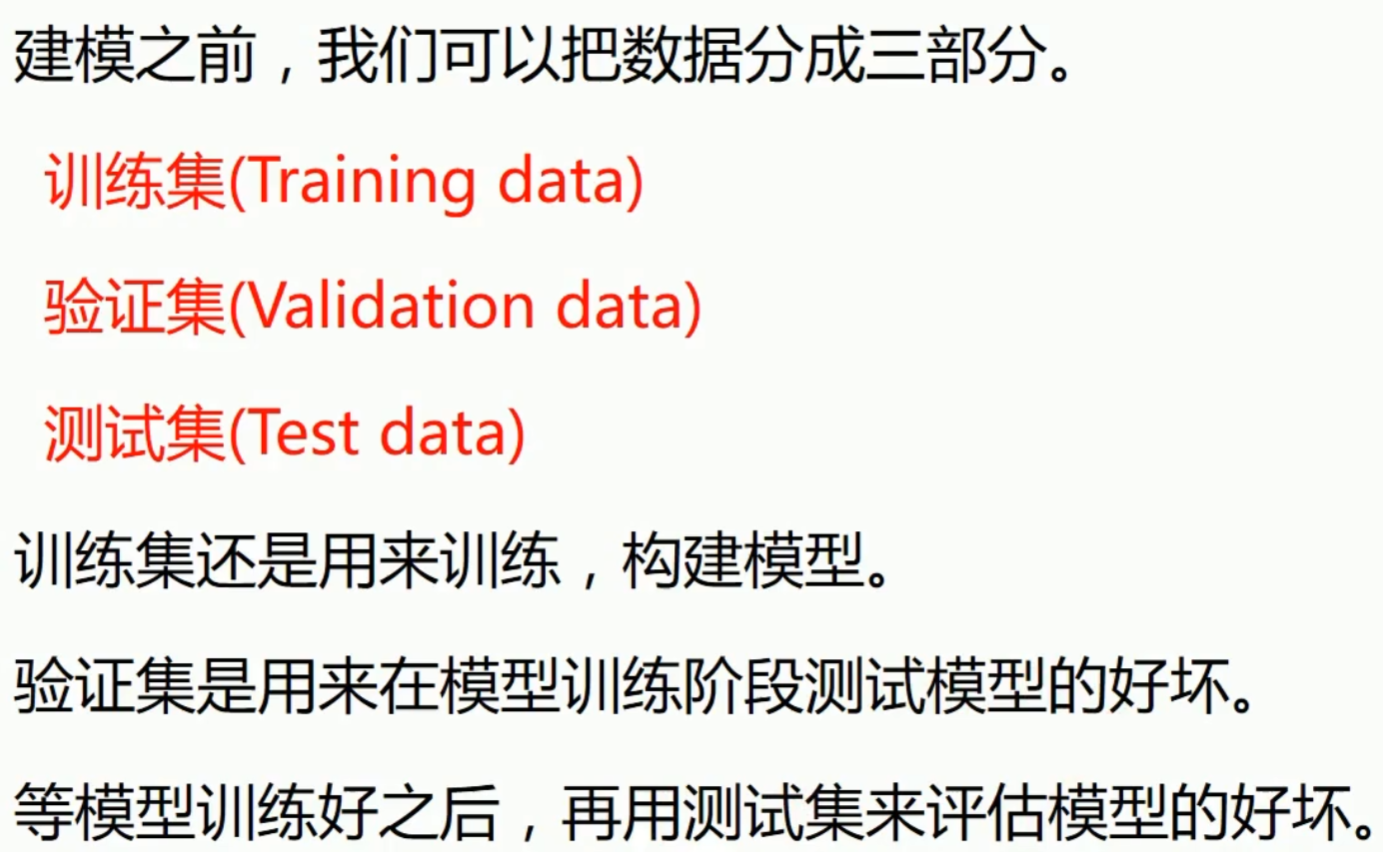 建模之前，我们可以把数据分成三部分。
训练集(Training data)
验证集(Validation data)
测试集(Test data)
训练集还是用来训练，构建模型。
验证集是用来在模型训练阶段测试模型的好坏。
等模型训练好之后，再用测试集来评估模型的好坏。